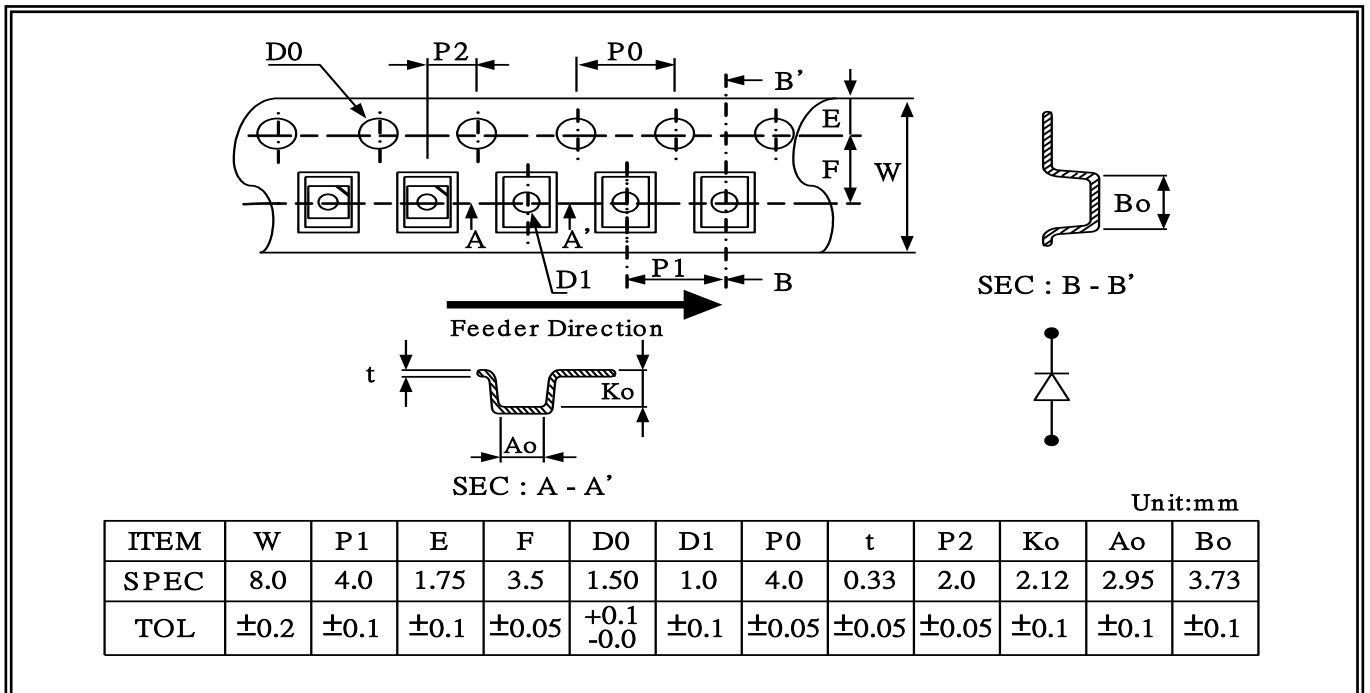 D0
P2
P0
B’
E
F
W
A
A’
D1
P1
B
Feeder Direction
Bo
SEC : B - B’
t
Ko
Ao
SEC : A - A’
Unit:mm
ITEM W P1 E F D0 D1 P0 t P2 Ko Ao Bo
SPEC 8.0 4.0 1.75 3.5 1.50 1.0 4.0 0.33 2.0 2.12 2.95 3.73
TOL ±0.2 ±0.1 ±0.1 ±0.05 +0.1 -0.0 ±0.1 ±0.05 ±0.05 ±0.05 ±0.1 ±0.1 ±0.1